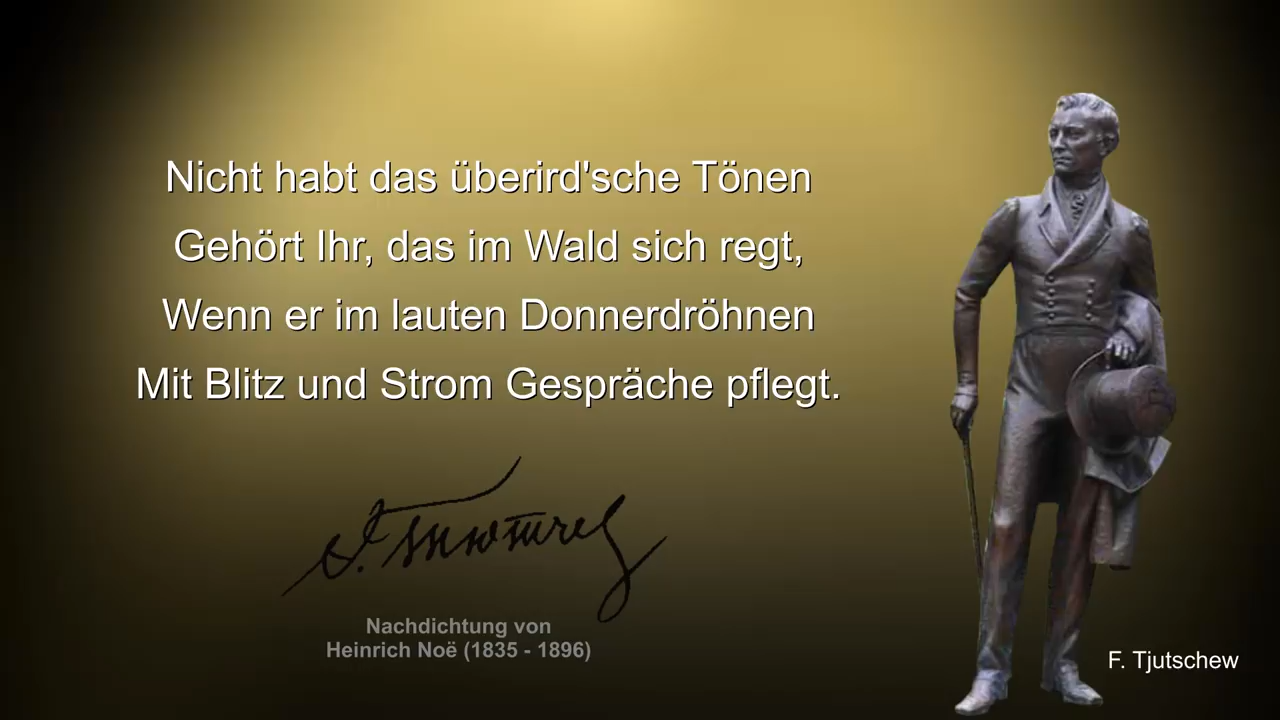 Nicht habt das überird'sche Tönen
Gehört Ihr, das im Wald sich regt,
Wenn er im lauten Donnerdröhnen
Mit Blitz und Strom Gespräche pflegt.
Ѳ. Тютчев
Nachdichtung von
Heinrich Noë (1835 - 1896)
F. Tjutschew